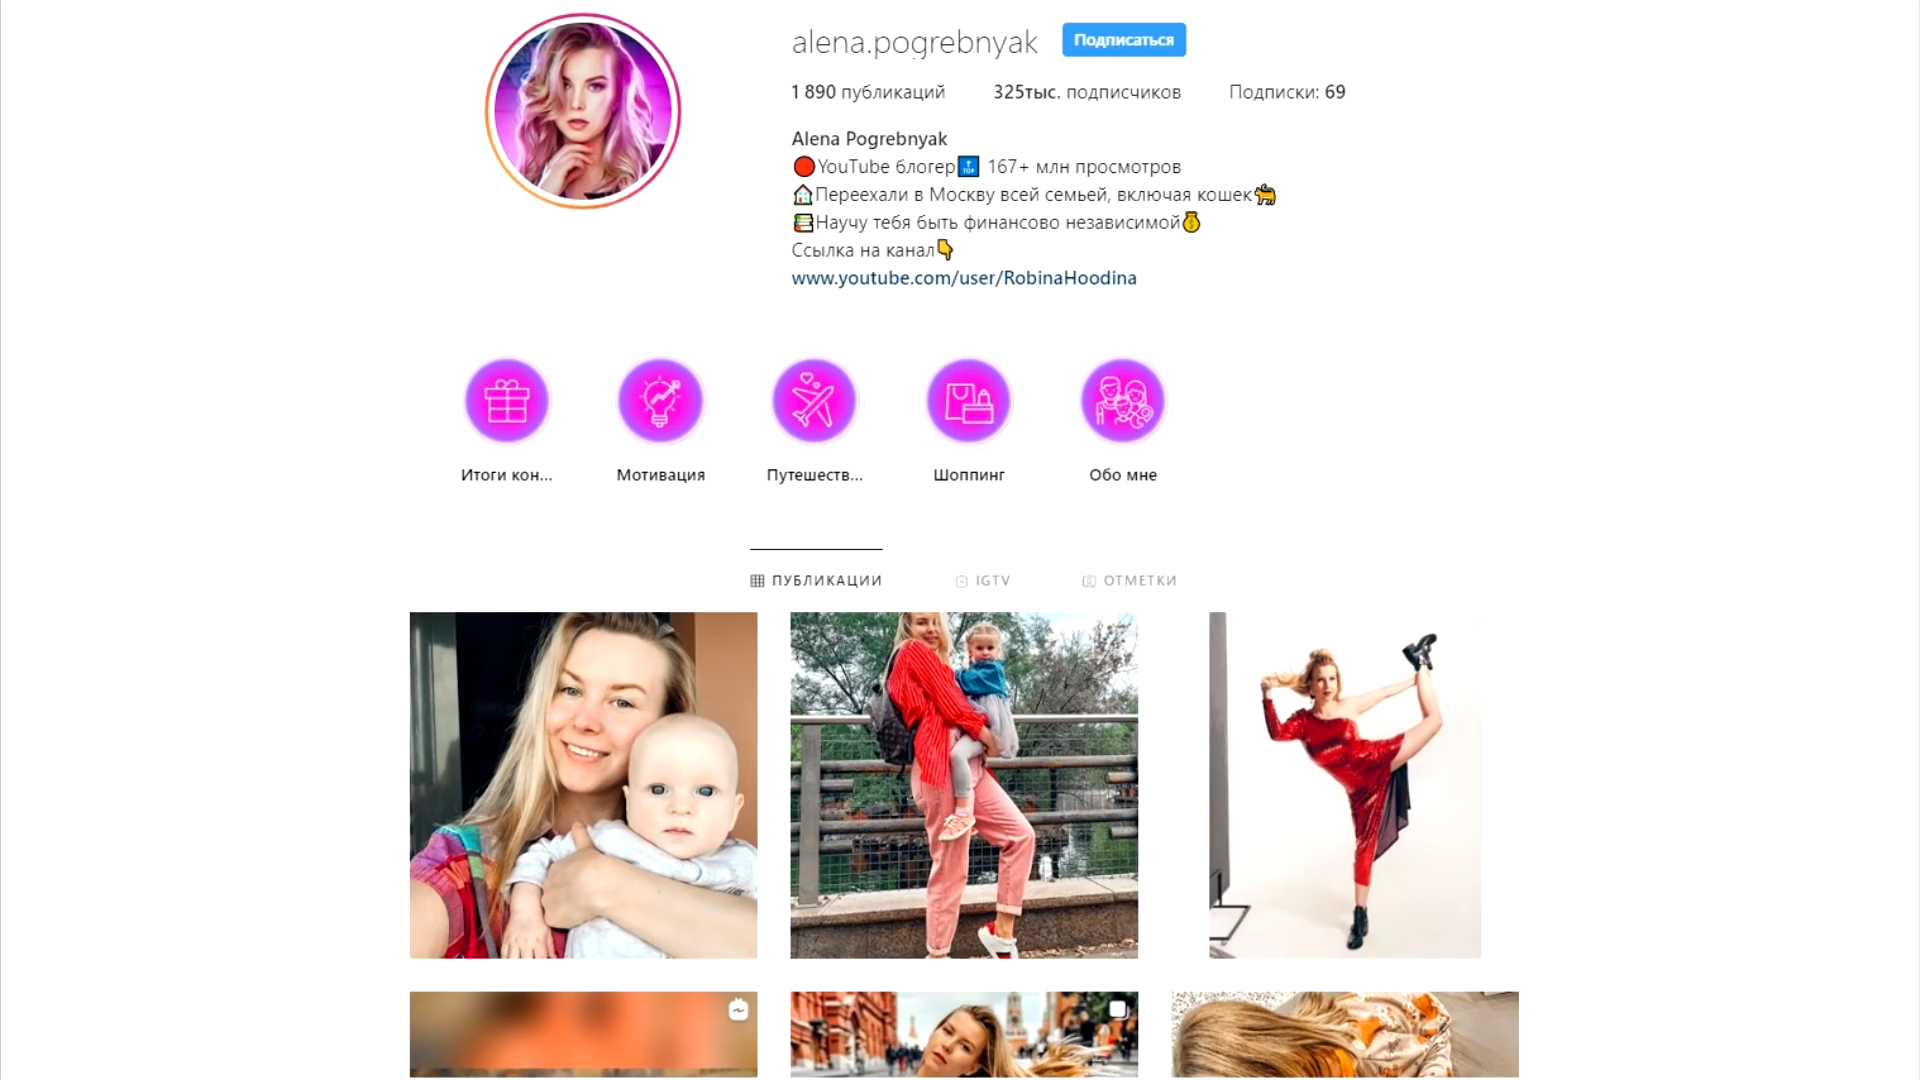 alena.pogrebnyak Подписаться
1 890 публикаций 325тыс. подписчиков Подписки: 69
Alena Pogrebnyak
🔴YouTube блогер🔝 167+ млн просмотров
🏠Переехали в Москву всей семьей, включая кошек🐈
📚Научу тебя быть финансово независимой💰
Ссылка на канал👇
www.youtube.com/user/RobinaHoodina
Итоги кон... Мотивация Путешеств... Шоппинг Обо мне
ПУБЛИКАЦИИ IGTV ОТМЕТКИ